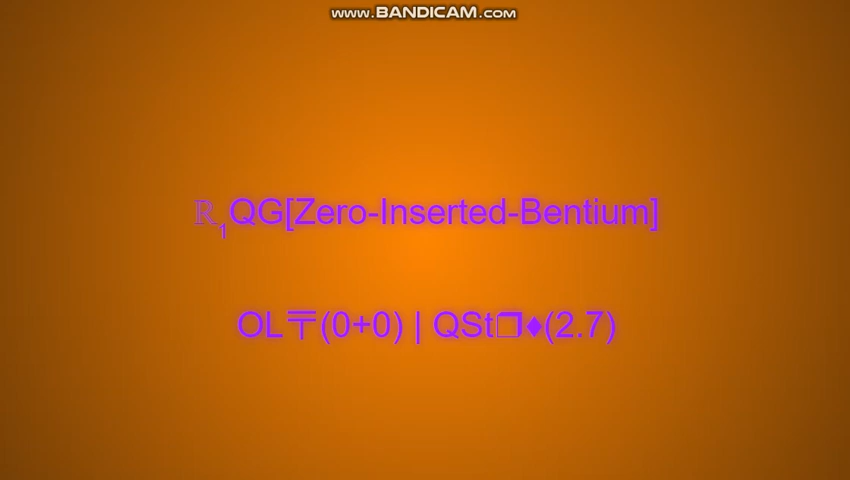 www.BANDICAM.com
ℝ₁QG[Zero-Inserted-Bentium]
OL〒(0+0) | QSt❒♦(2.7)